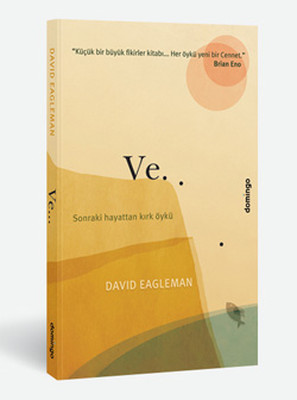 "Küçük bir büyük fikirler kitabı... Her öykü yeni bir Cennet."
Brian Eno
Ve. . .
Sonraki hayattan kırk öykü
DAVID EAGLEMAN
domingo
DAVID EAGLEMAN
Ve...
domingo